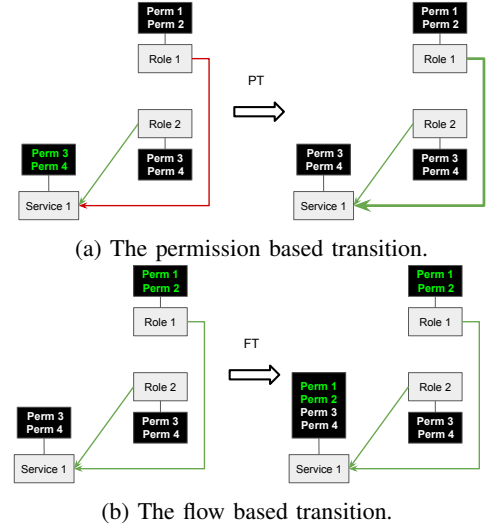 Perm 1
Perm 2
Role 1
Role 2
Perm 3
Perm 4
Perm 3
Perm 4
Service 1
PT
Perm 1
Perm 2
Role 1
Role 2
Perm 3
Perm 4
Perm 3
Perm 4
Service 1
(a) The permission based transition.
Perm 1
Perm 2
Role 1
Role 2
Perm 3
Perm 4
Perm 3
Perm 4
Service 1
FT
Perm 1
Perm 2
Role 1
Perm 1
Perm 2
Perm 3
Perm 4
Role 2
Perm 3
Perm 4
Service 1
(b) The flow based transition.